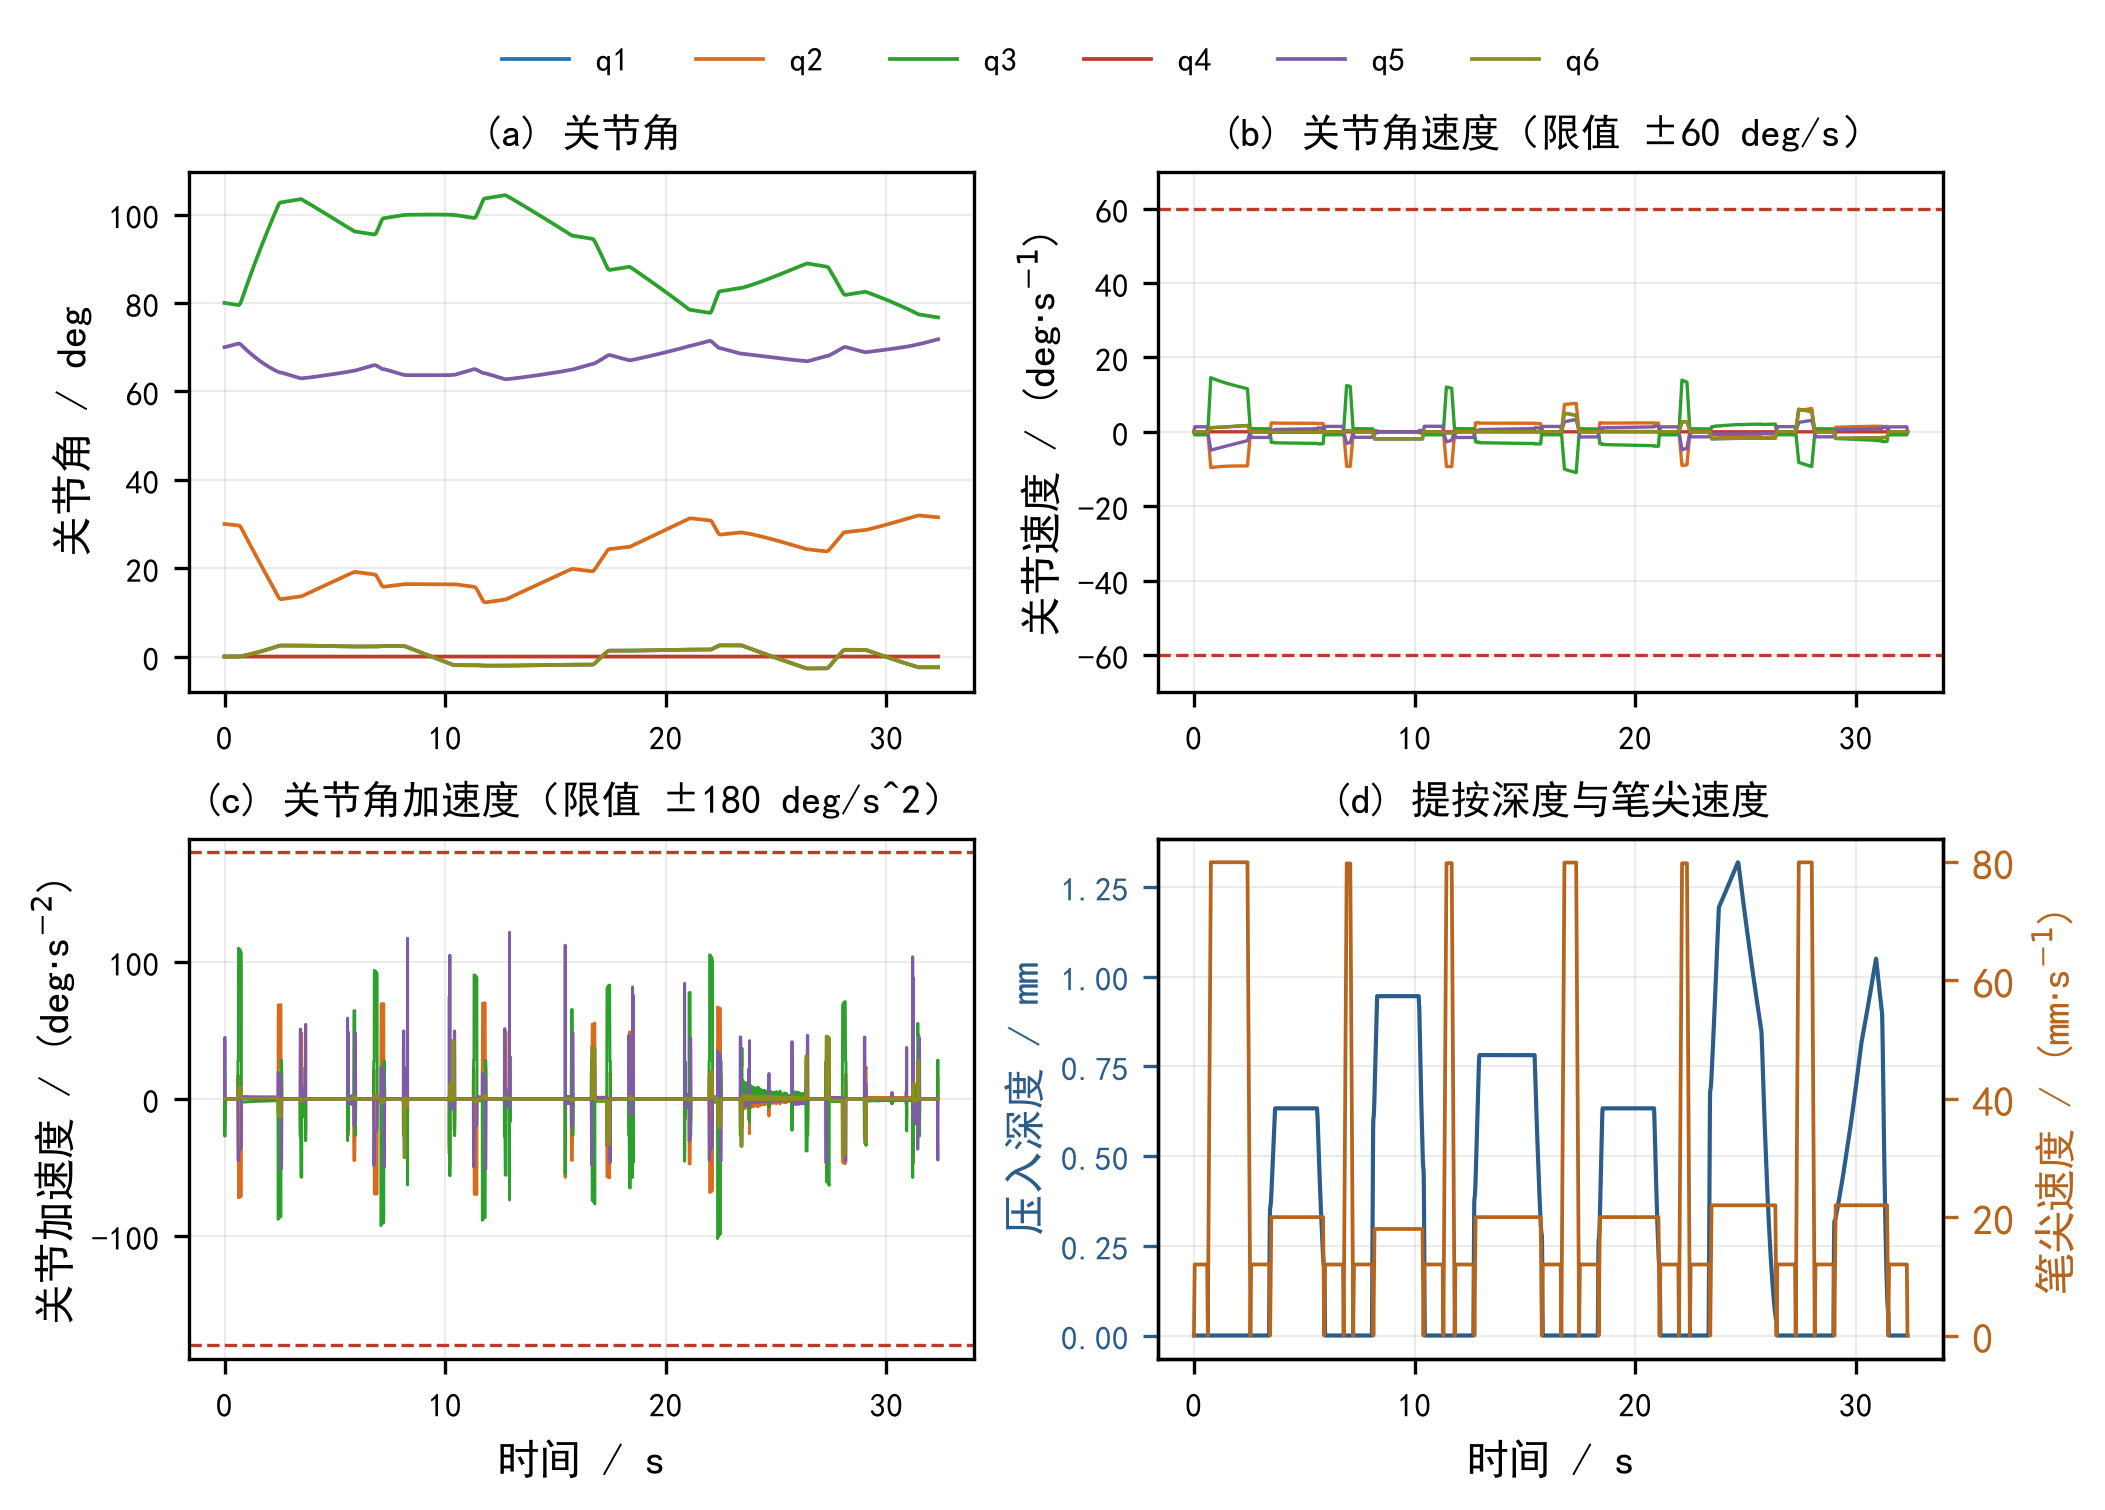 q1 q2 q3 q4 q5 q6
(a) 关节角
关节角 / deg
100
80
60
40
20
0
0 10 20 30
(b) 关节角速度（限值 ±60 deg/s）
关节速度 / (deg·s⁻¹)
60
40
20
0
−20
−40
−60
0 10 20 30
(c) 关节角加速度（限值 ±180 deg/s^2）
关节加速度 / (deg·s⁻²)
100
0
−100
0 10 20 30
时间 / s
(d) 提按深度与笔尖速度
压入深度 / mm
1.25
1.00
0.75
0.50
0.25
0.00
80
60
40
20
0
笔尖速度 / (mm·s⁻¹)
0 10 20 30
时间 / s